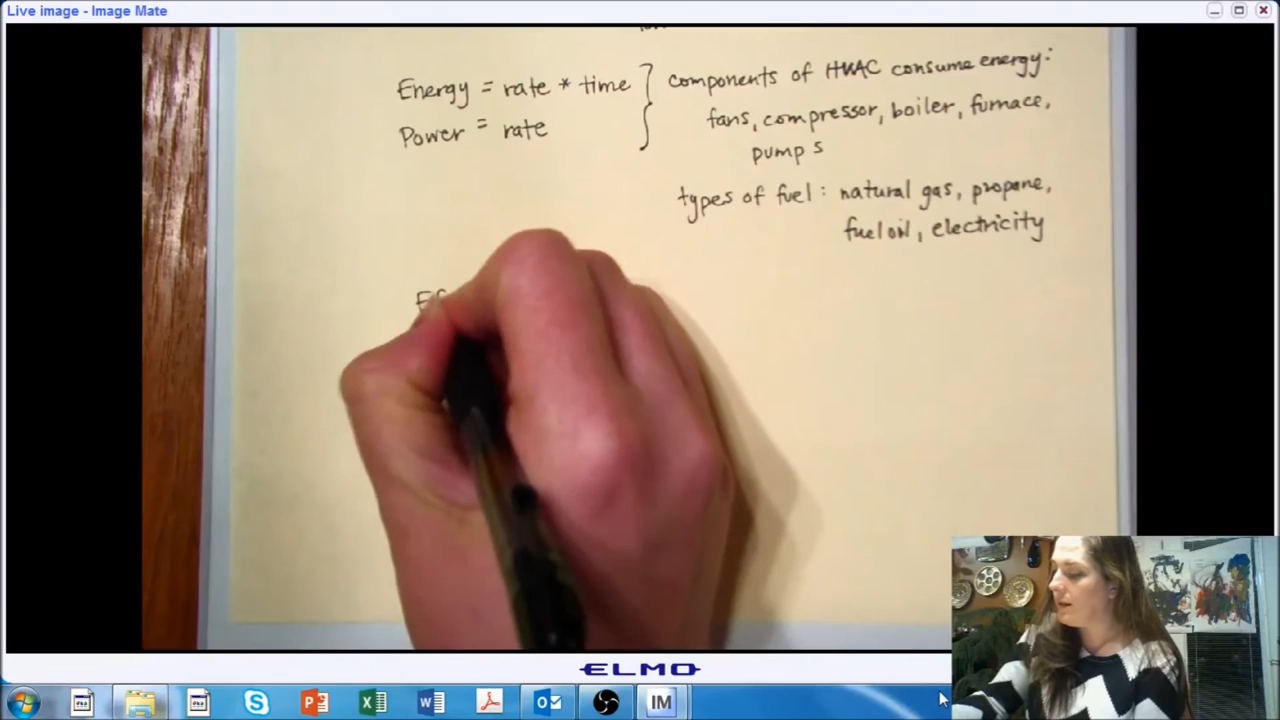 Live image - Image Mate
Energy = rate * time
Power = rate
components of HVAC consume energy:
fans, compressor, boiler, furnace,
pumps
types of fuel: natural gas, propane,
fuel oil, electricity
ELMO
IM